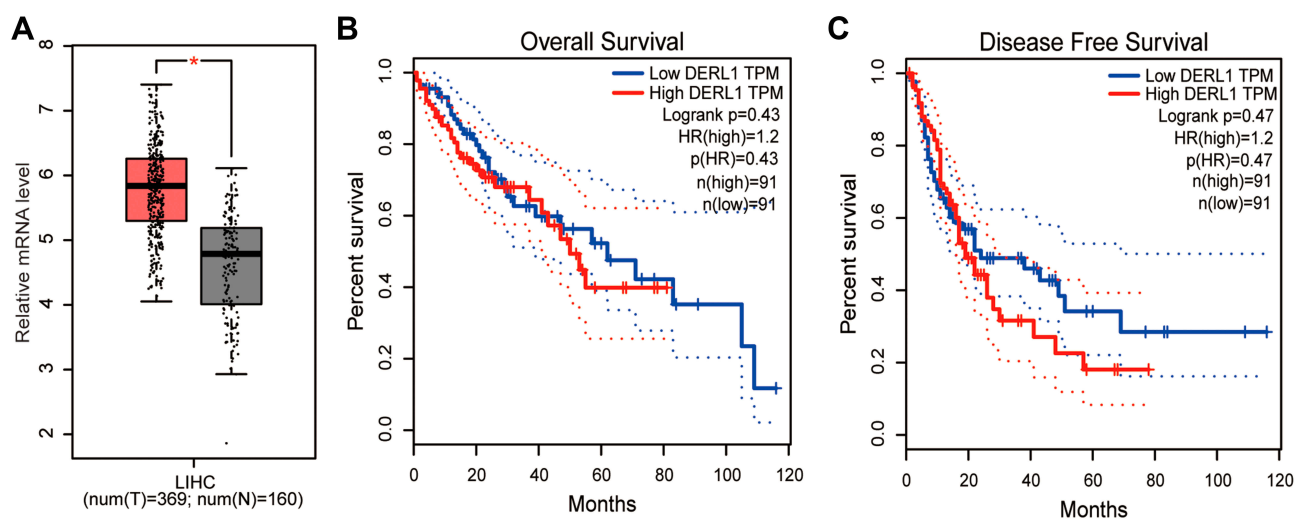 A
8
7
6
5
4
3
2
Relative mRNA level
*
LIHC
(num(T)=369; num(N)=160)
B
Overall Survival
Low DERL1 TPM
High DERL1 TPM
Logrank p=0.43
HR(high)=1.2
p(HR)=0.43
n(high)=91
n(low)=91
Percent survival
1.0
0.8
0.6
0.4
0.2
0.0
0 20 40 60 80 100 120
Months
C
Disease Free Survival
Low DERL1 TPM
High DERL1 TPM
Logrank p=0.47
HR(high)=1.2
p(HR)=0.47
n(high)=91
n(low)=91
Percent survival
1.0
0.8
0.6
0.4
0.2
0.0
0 20 40 60 80 100 120
Months